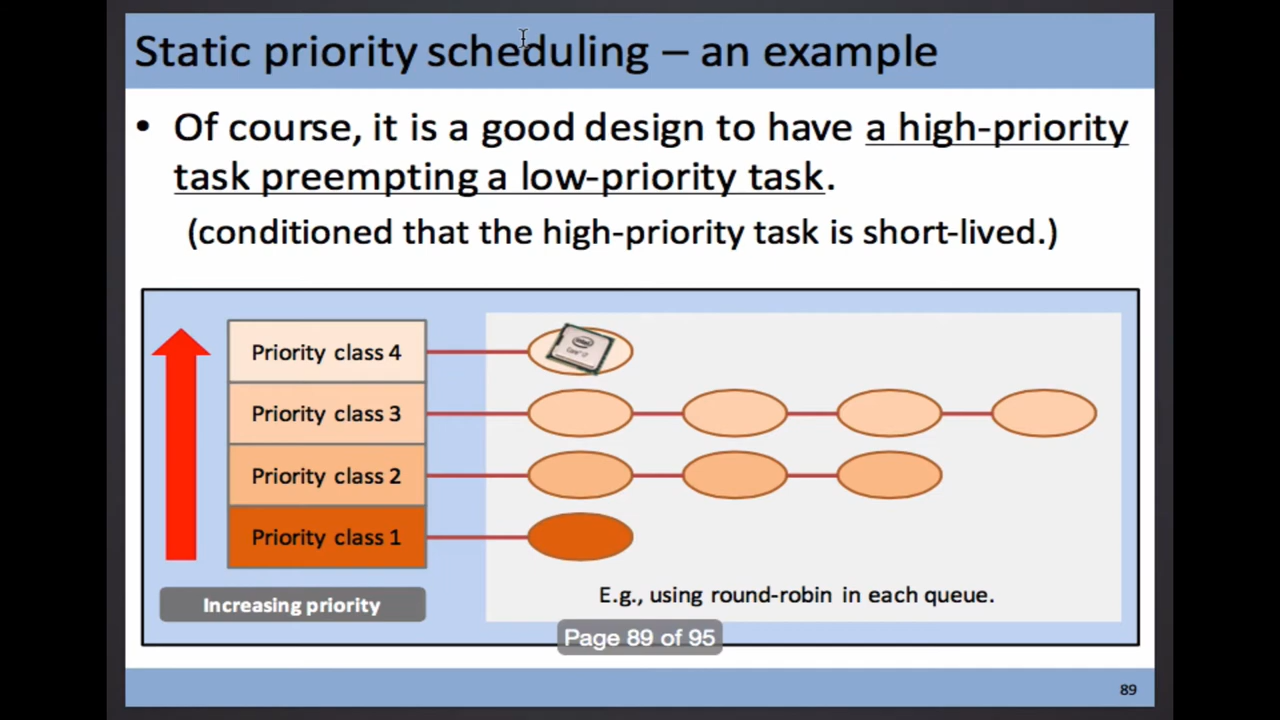 Static priority scheduling – an example
• Of course, it is a good design to have a high-priority
task preempting a low-priority task.
(conditioned that the high-priority task is short-lived.)
Priority class 4
Priority class 3
Priority class 2
Priority class 1
Increasing priority
E.g., using round-robin in each queue.
Page 89 of 95
89